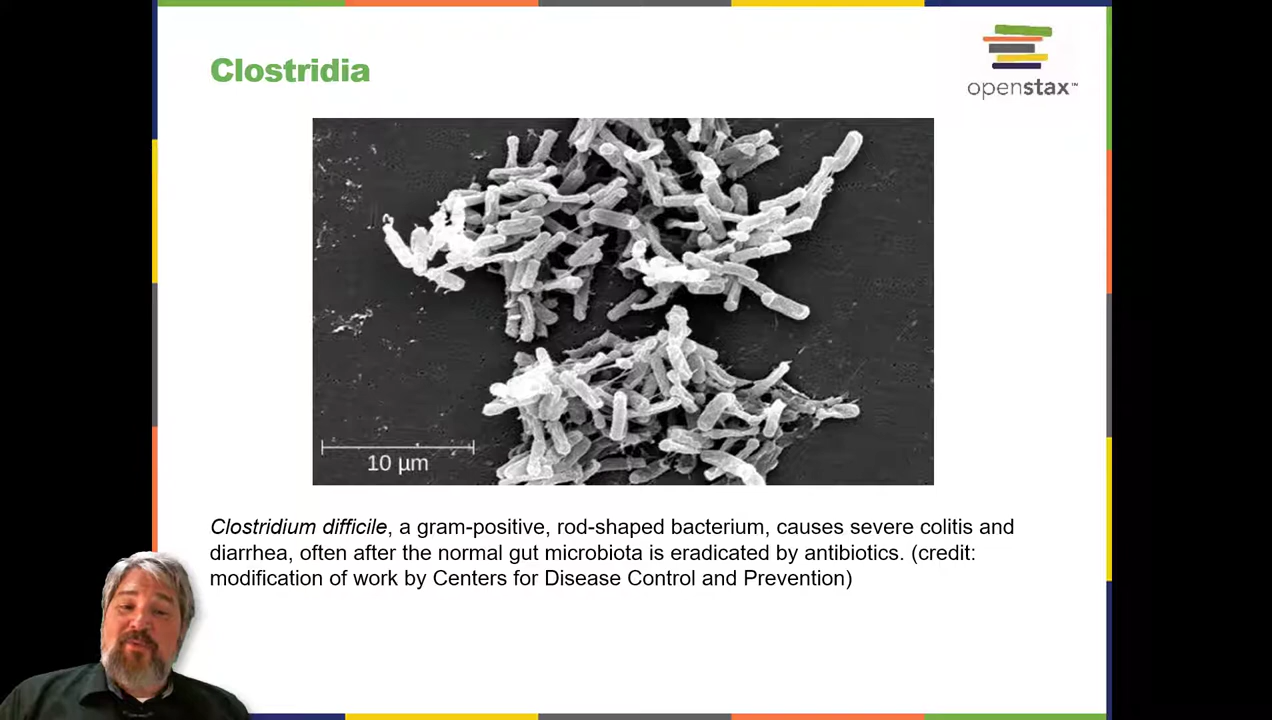 Clostridia
openstax™
10 µm
Clostridium difficile, a gram-positive, rod-shaped bacterium, causes severe colitis and
diarrhea, often after the normal gut microbiota is eradicated by antibiotics. (credit:
modification of work by Centers for Disease Control and Prevention)